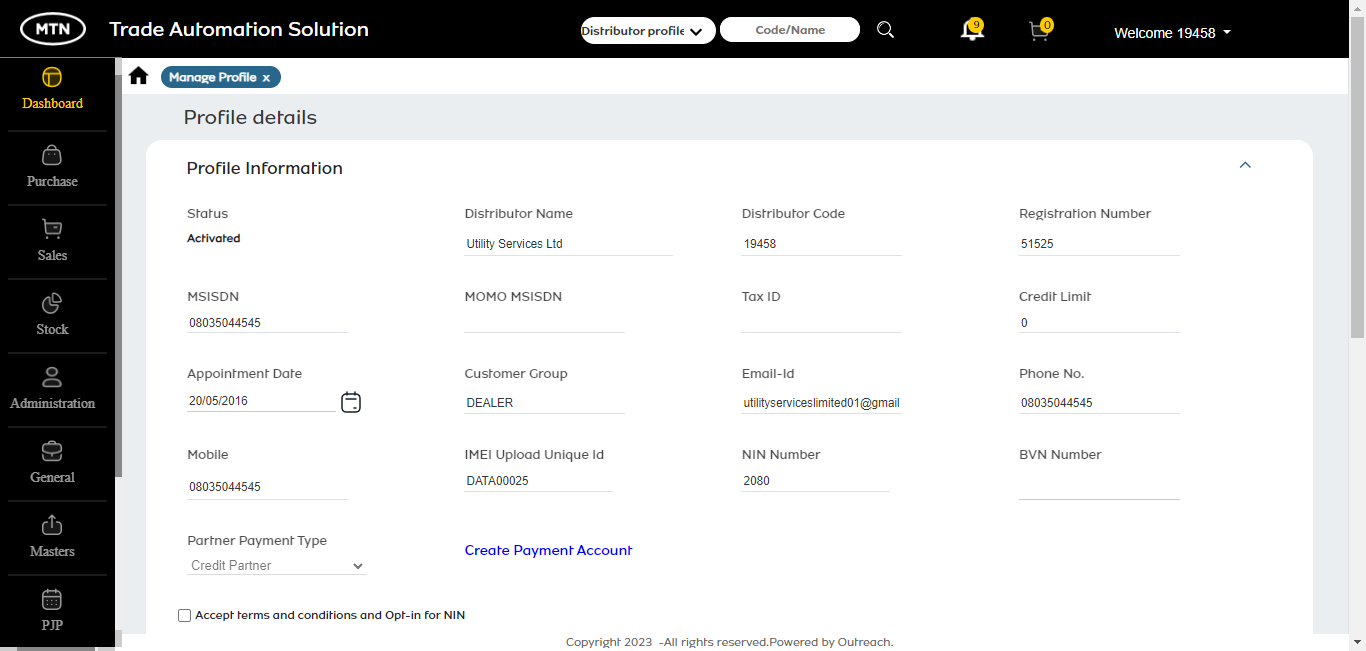 MTN
Trade Automation Solution
Distributor profile
Code/Name
9
0
Welcome 19458
Dashboard
Purchase
Sales
Stock
Administration
General
Masters
PJP
Manage Profile x
Profile details
Profile Information
Status
Activated
Distributor Name
Utility Services Ltd
Distributor Code
19458
Registration Number
51525
MSISDN
08035044545
MOMO MSISDN
Tax ID
Credit Limit
0
Appointment Date
20/05/2016
Customer Group
DEALER
Email-Id
utilityserviceslimited01@gmail
Phone No.
08035044545
Mobile
08035044545
IMEI Upload Unique Id
DATA00025
NIN Number
2080
BVN Number
Partner Payment Type
Credit Partner
Create Payment Account
Accept terms and conditions and Opt-in for NIN
Copyright 2023 -All rights reserved.Powered by Outreach.